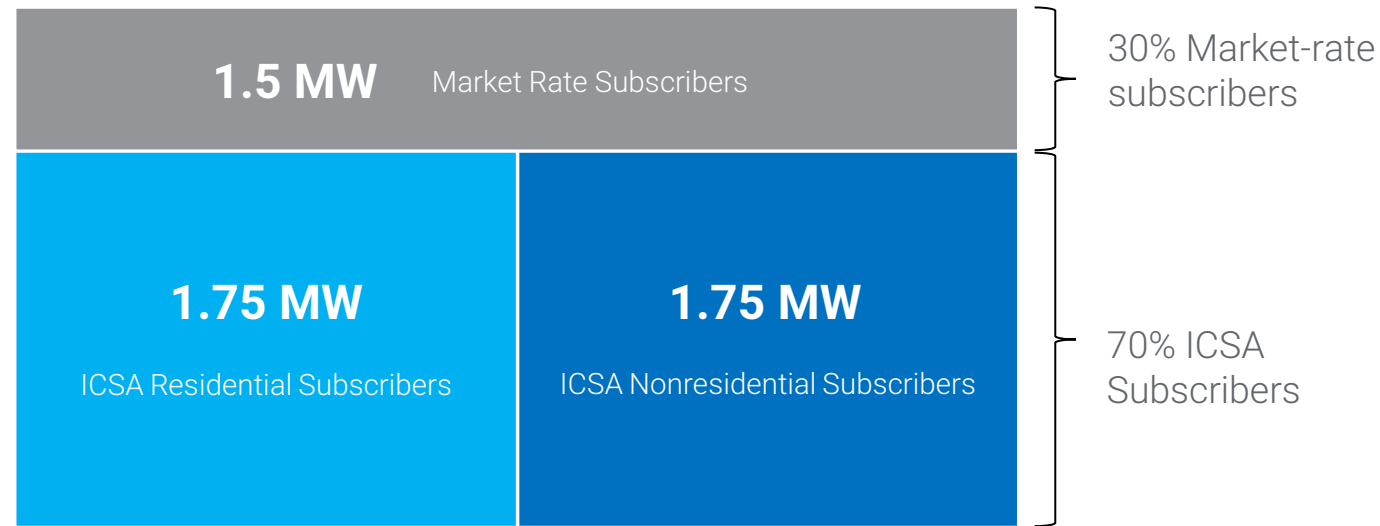 1.5 MW Market Rate Subscribers
30% Market-rate
subscribers
1.75 MW
ICSA Residential Subscribers
1.75 MW
ICSA Nonresidential Subscribers
70% ICSA
Subscribers